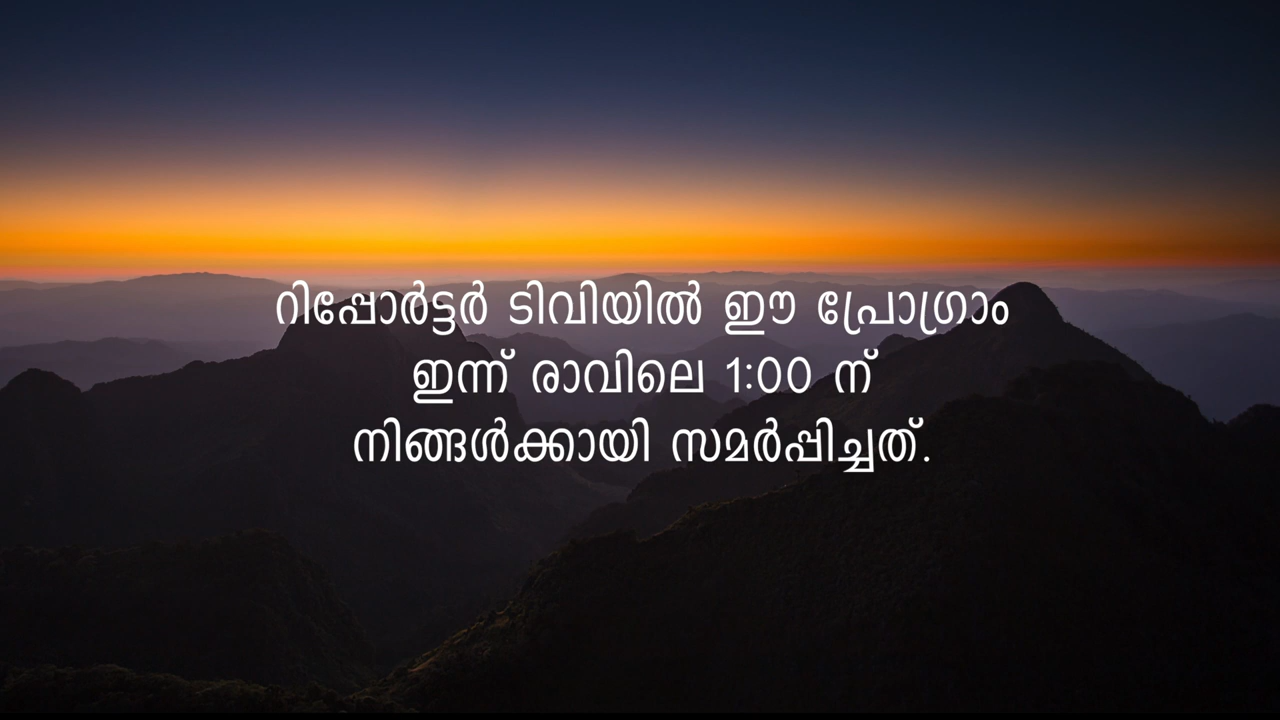 റിപ്പോർട്ടർ ടിവിയിൽ ഈ പ്രോഗ്രാം
ഇന്ന് രാവിലെ 1:00 ന്
നിങ്ങൾക്കായി സമർപ്പിച്ചത്.